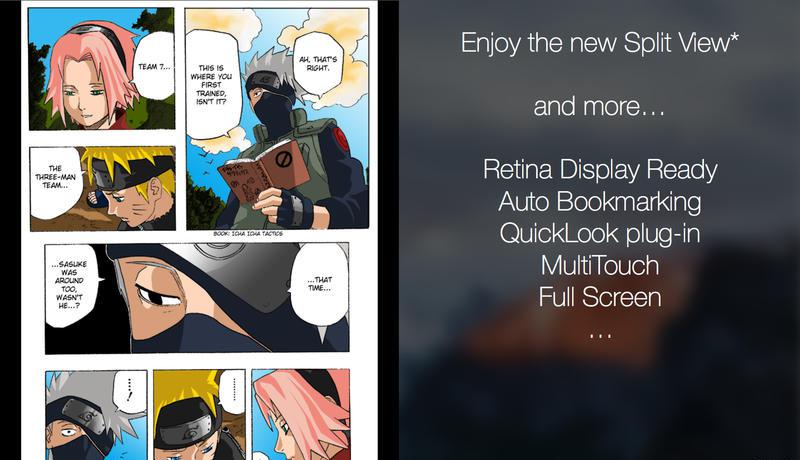 TEAM 7...
THIS IS
WHERE YOU
FIRST
TRAINED,
ISN'T IT?
AH, THAT'S
RIGHT.
THE
THREE-MAN
TEAM...
BOOK: ICHA ICHA TACTICS
...SASUKE
WAS
AROUND
TOO,
WASN'T
HE...?
...THAT
TIME...
...!
......
Enjoy the new Split View*
and more...
Retina Display Ready
Auto Bookmarking
QuickLook plug-in
MultiTouch
Full Screen
...